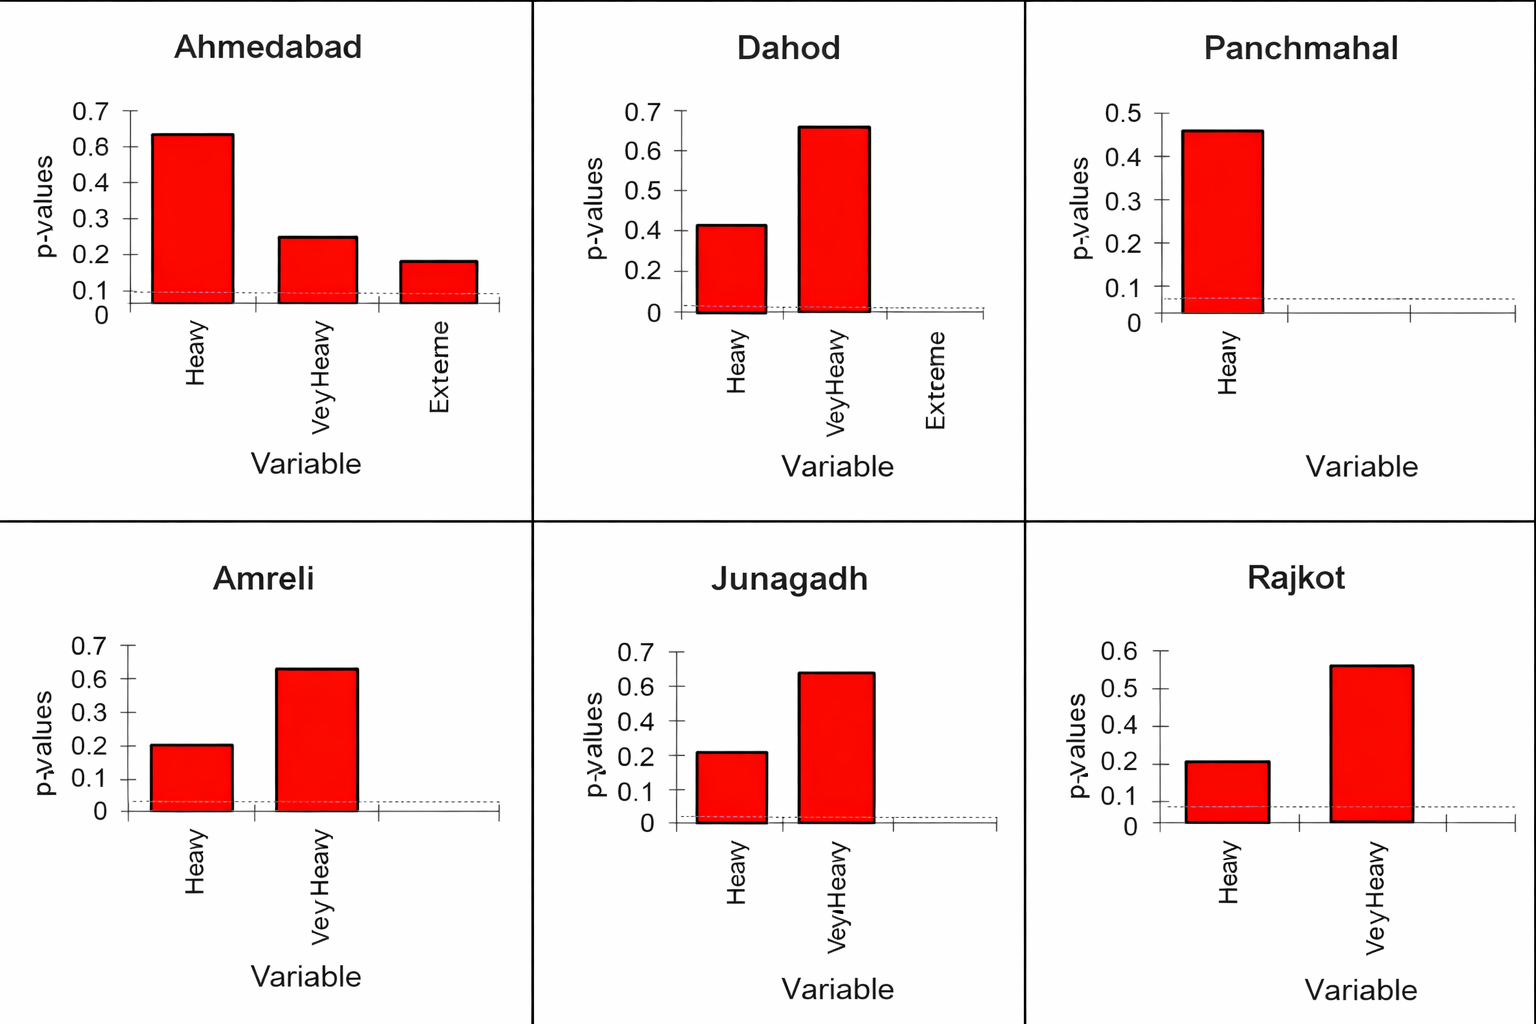 Ahmedabad
p-values
0.7
0.6
0.4
0.3
0.2
0.1
0
Heavy
VeyHeavy
Exteme
Variable
Dahod
p-values
0.7
0.6
0.5
0.4
0.2
0
Heavy
VeyHeavy
Exteme
Variable
Panchmahal
p-values
0.5
0.4
0.3
0.2
0.1
0
Heavy
Variable
Amreli
p-values
0.7
0.6
0.3
0.2
0.1
0
Heavy
VeyHeavy
Variable
Junagadh
p-values
0.7
0.6
0.4
0.2
0.1
0
Heavy
VeyHeavy
Variable
Rajkot
p-values
0.6
0.5
0.4
0.2
0.1
0
Heavy
VeyHeavy
Variable